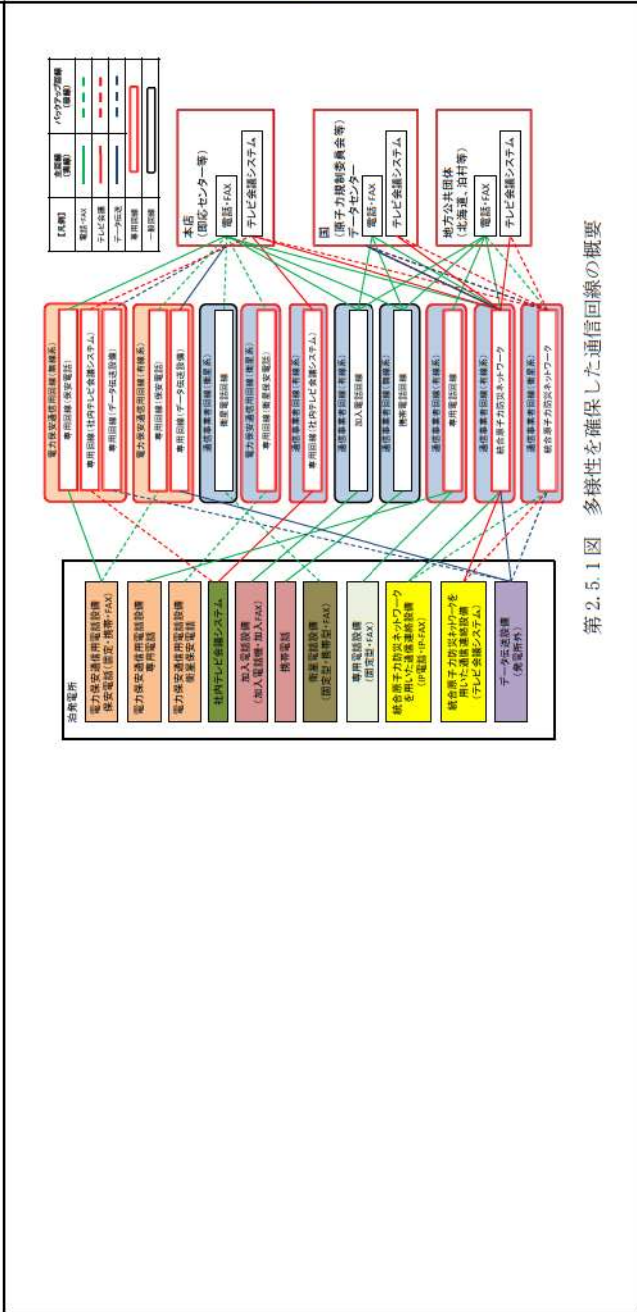 【凡例】
主回線
(実線)
バックアップ回線
(破線)
電話・FAX
テレビ会議
データ伝送
専用回線
一般回線
泊発電所
電力保安通信用電話設備
保安電話(固定・携帯・FAX)
電力保安通信用電話設備
専用電話
電力保安通信用電話設備
衛星保安電話
社内テレビ会議システム
加入電話設備
(加入電話機・加入FAX)
携帯電話
衛星電話設備
(固定型・携帯型・FAX)
専用電話設備
(固定型・FAX)
統合原子力防災ネットワーク
を用いた通信連絡設備
(IP電話・IP-FAX)
統合原子力防災ネットワークを
用いた通信連絡設備
(テレビ会議システム)
データ伝送設備
(発電所外)
電力保安通信用回線(無線系)
専用回線(保安電話)
専用回線(社内テレビ会議システム)
専用回線(データ伝送設備)
電力保安通信用回線(有線系)
専用回線(保安電話)
専用回線(データ伝送設備)
通信事業者回線(衛星系)
衛星電話回線
電力保安通信用回線(衛星系)
専用回線(衛星保安電話)
通信事業者回線(有線系)
専用回線(社内テレビ会議システム)
通信事業者回線(有線系)
加入電話回線
通信事業者回線(無線系)
携帯電話回線
通信事業者回線(有線系)
専用電話回線
通信事業者回線(有線系)
統合原子力防災ネットワーク
通信事業者回線(衛星系)
統合原子力防災ネットワーク
本店
(即応センター等)
電話・FAX
テレビ会議システム
国
(原子力規制委員会等)
データセンター
電話・FAX
テレビ会議システム
地方公共団体
(北海道、泊村等)
電話・FAX
テレビ会議システム
第2.5.1図 多様性を確保した通信回線の概要